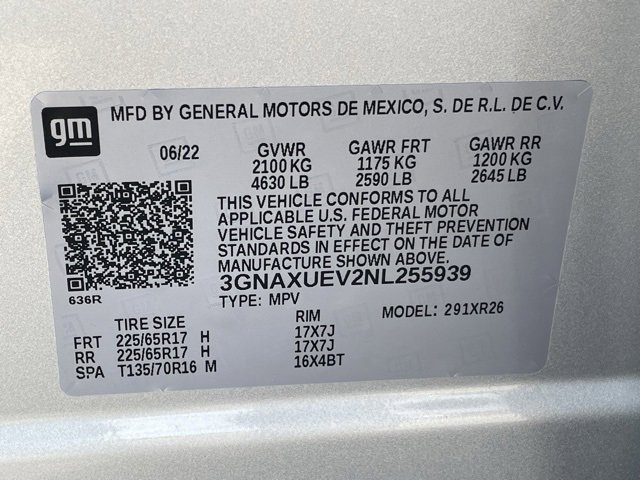 gm
MFD BY GENERAL MOTORS DE MEXICO, S. DE R.L. DE C.V.
06/22 GVWR GAWR FRT GAWR RR
2100 KG 1175 KG 1200 KG
4630 LB 2590 LB 2645 LB
THIS VEHICLE CONFORMS TO ALL
APPLICABLE U.S. FEDERAL MOTOR
VEHICLE SAFETY AND THEFT PREVENTION
STANDARDS IN EFFECT ON THE DATE OF
MANUFACTURE SHOWN ABOVE.
3GNAXUEV2NL255939
636R
TYPE: MPV MODEL: 291XR26
TIRE SIZE RIM
FRT 225/65R17 H 17X7J
RR 225/65R17 H 17X7J
SPA T135/70R16 M 16X4BT